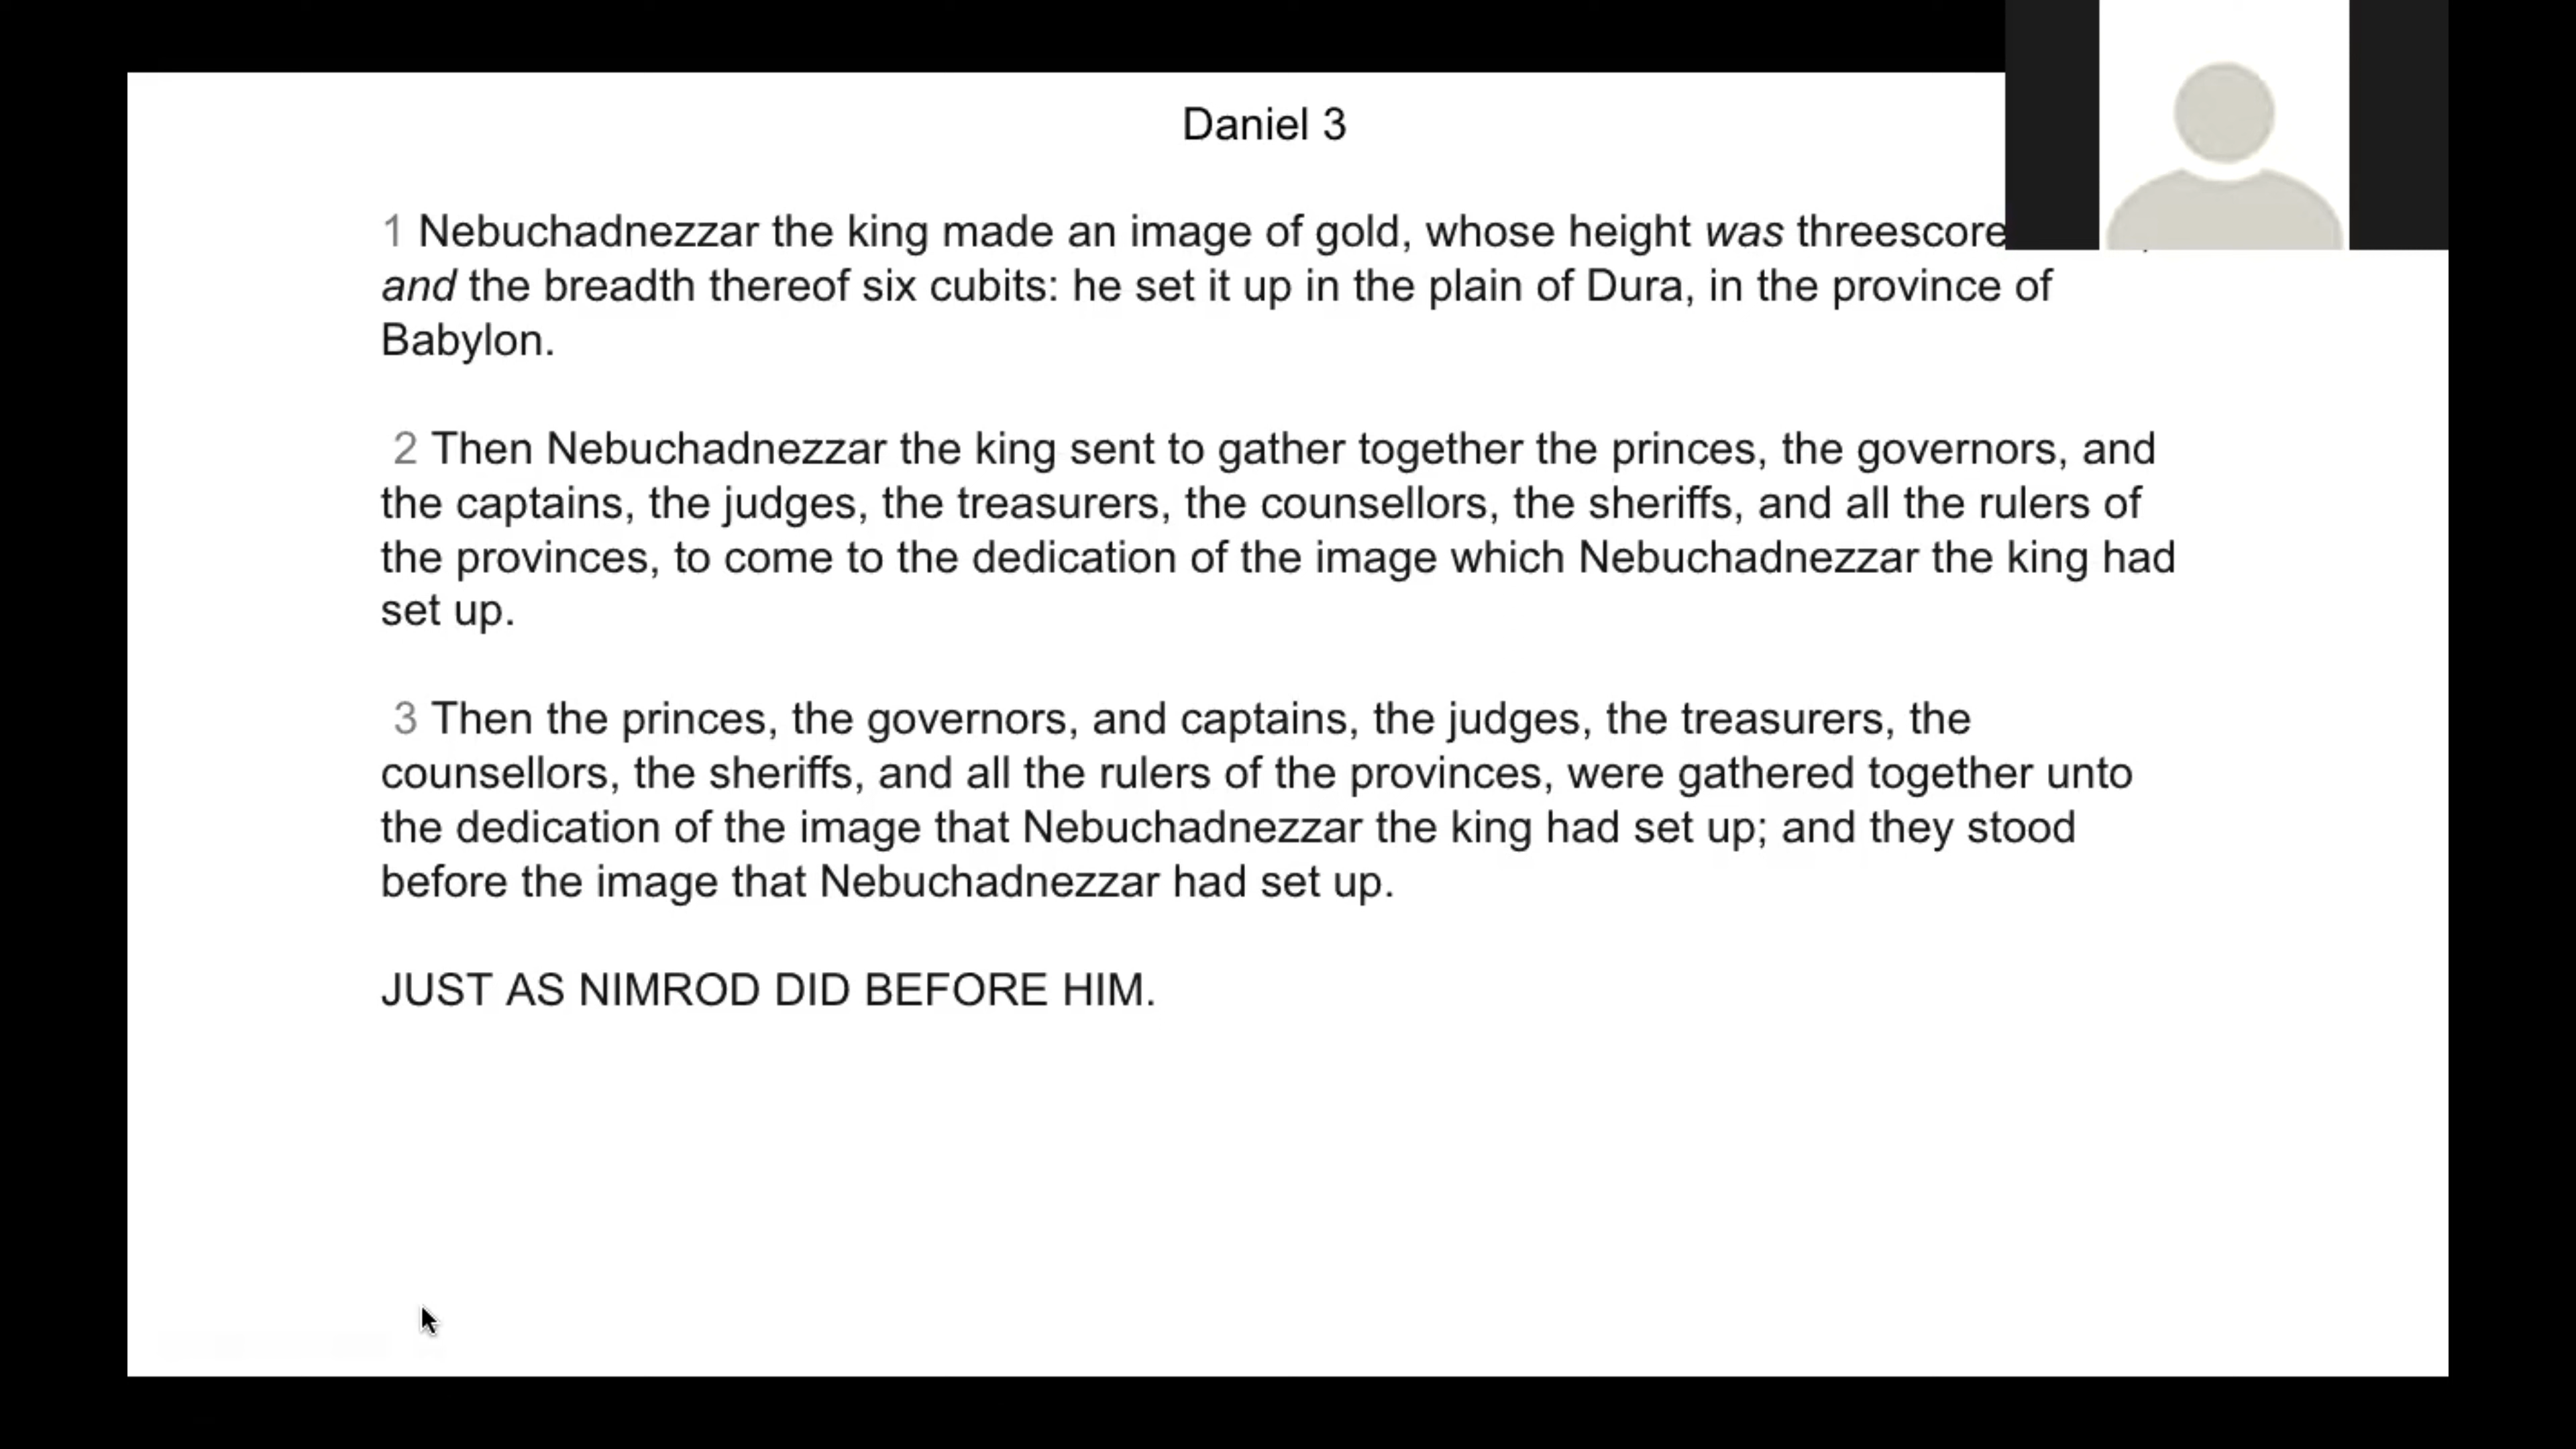 Daniel 3
1 Nebuchadnezzar the king made an image of gold, whose height was threescore
and the breadth thereof six cubits: he set it up in the plain of Dura, in the province of
Babylon.
2 Then Nebuchadnezzar the king sent to gather together the princes, the governors, and
the captains, the judges, the treasurers, the counsellors, the sheriffs, and all the rulers of
the provinces, to come to the dedication of the image which Nebuchadnezzar the king had
set up.
3 Then the princes, the governors, and captains, the judges, the treasurers, the
counsellors, the sheriffs, and all the rulers of the provinces, were gathered together unto
the dedication of the image that Nebuchadnezzar the king had set up; and they stood
before the image that Nebuchadnezzar had set up.
JUST AS NIMROD DID BEFORE HIM.